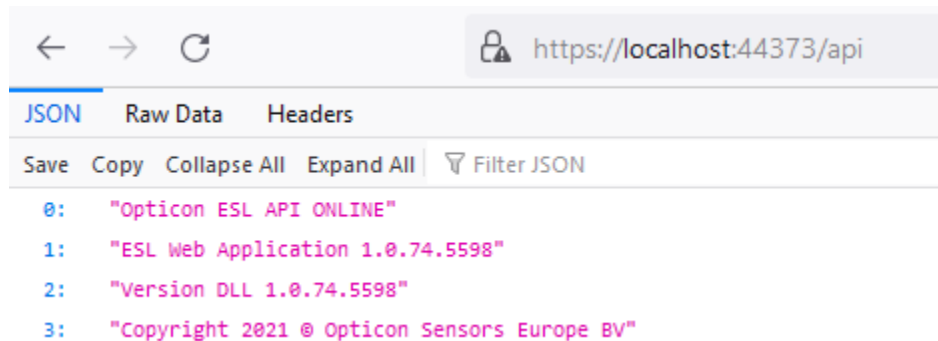 https://localhost:44373/api
JSON Raw Data Headers
Save Copy Collapse All Expand All Filter JSON
0: "Opticon ESL API ONLINE"
1: "ESL Web Application 1.0.74.5598"
2: "Version DLL 1.0.74.5598"
3: "Copyright 2021 © Opticon Sensors Europe BV"